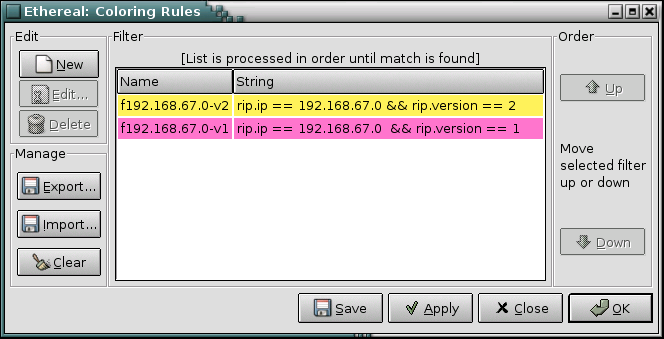 Ethereal: Coloring Rules
Edit
New
Edit...
Delete
Manage
Export...
Import...
Clear
Filter
[List is processed in order until match is found]
Name String
f192.168.67.0-v2 rip.ip == 192.168.67.0 && rip.version == 2
f192.168.67.0-v1 rip.ip == 192.168.67.0  && rip.version == 1
Order
Up
Move
selected filter
up or down
Down
Save Apply Close OK